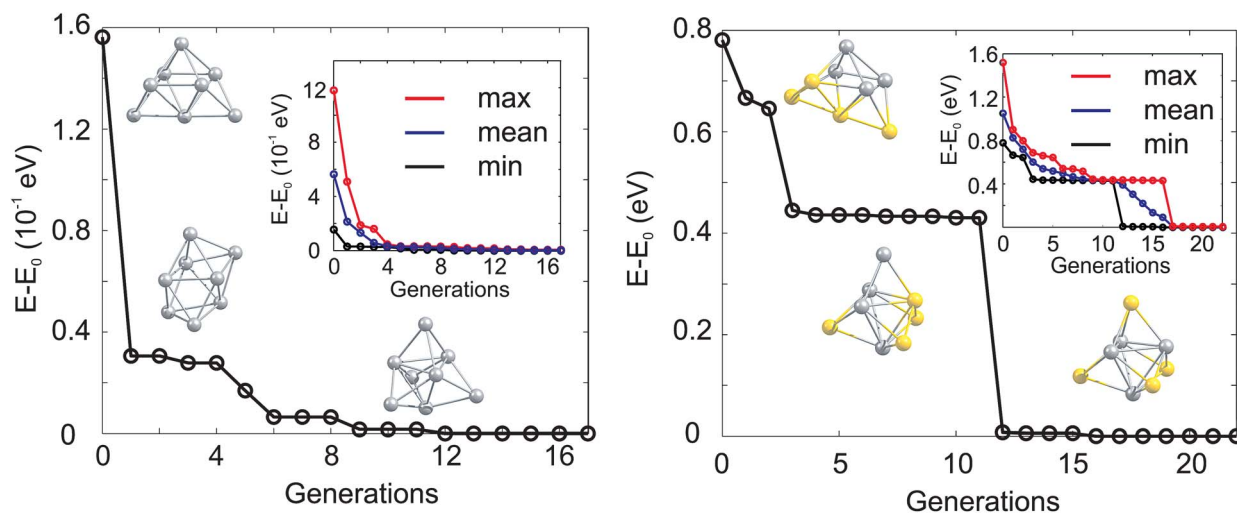 1.6
1.2
0.8
0.4
0
E-E0 (10-1 eV)
0 4 8 12 16
Generations
12
8
4
0
E-E0 (10-1 eV)
max
mean
min
0 4 8 12 16
Generations
0.8
0.6
0.4
0.2
0
E-E0 (eV)
0 5 10 15 20
Generations
1.6
1.2
0.8
0.4
E-E0 (eV)
max
mean
min
0 5 10 15 20
Generations